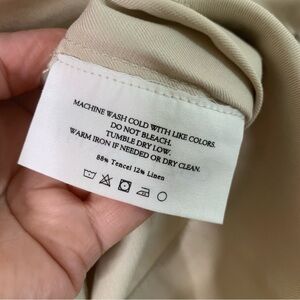 MACHINE WASH COLD WITH LIKE COLORS.
DO NOT BLEACH.
TUMBLE DRY LOW.
WARM IRON IF NEEDED OR DRY CLEAN.
88% Tencel 12% Linen